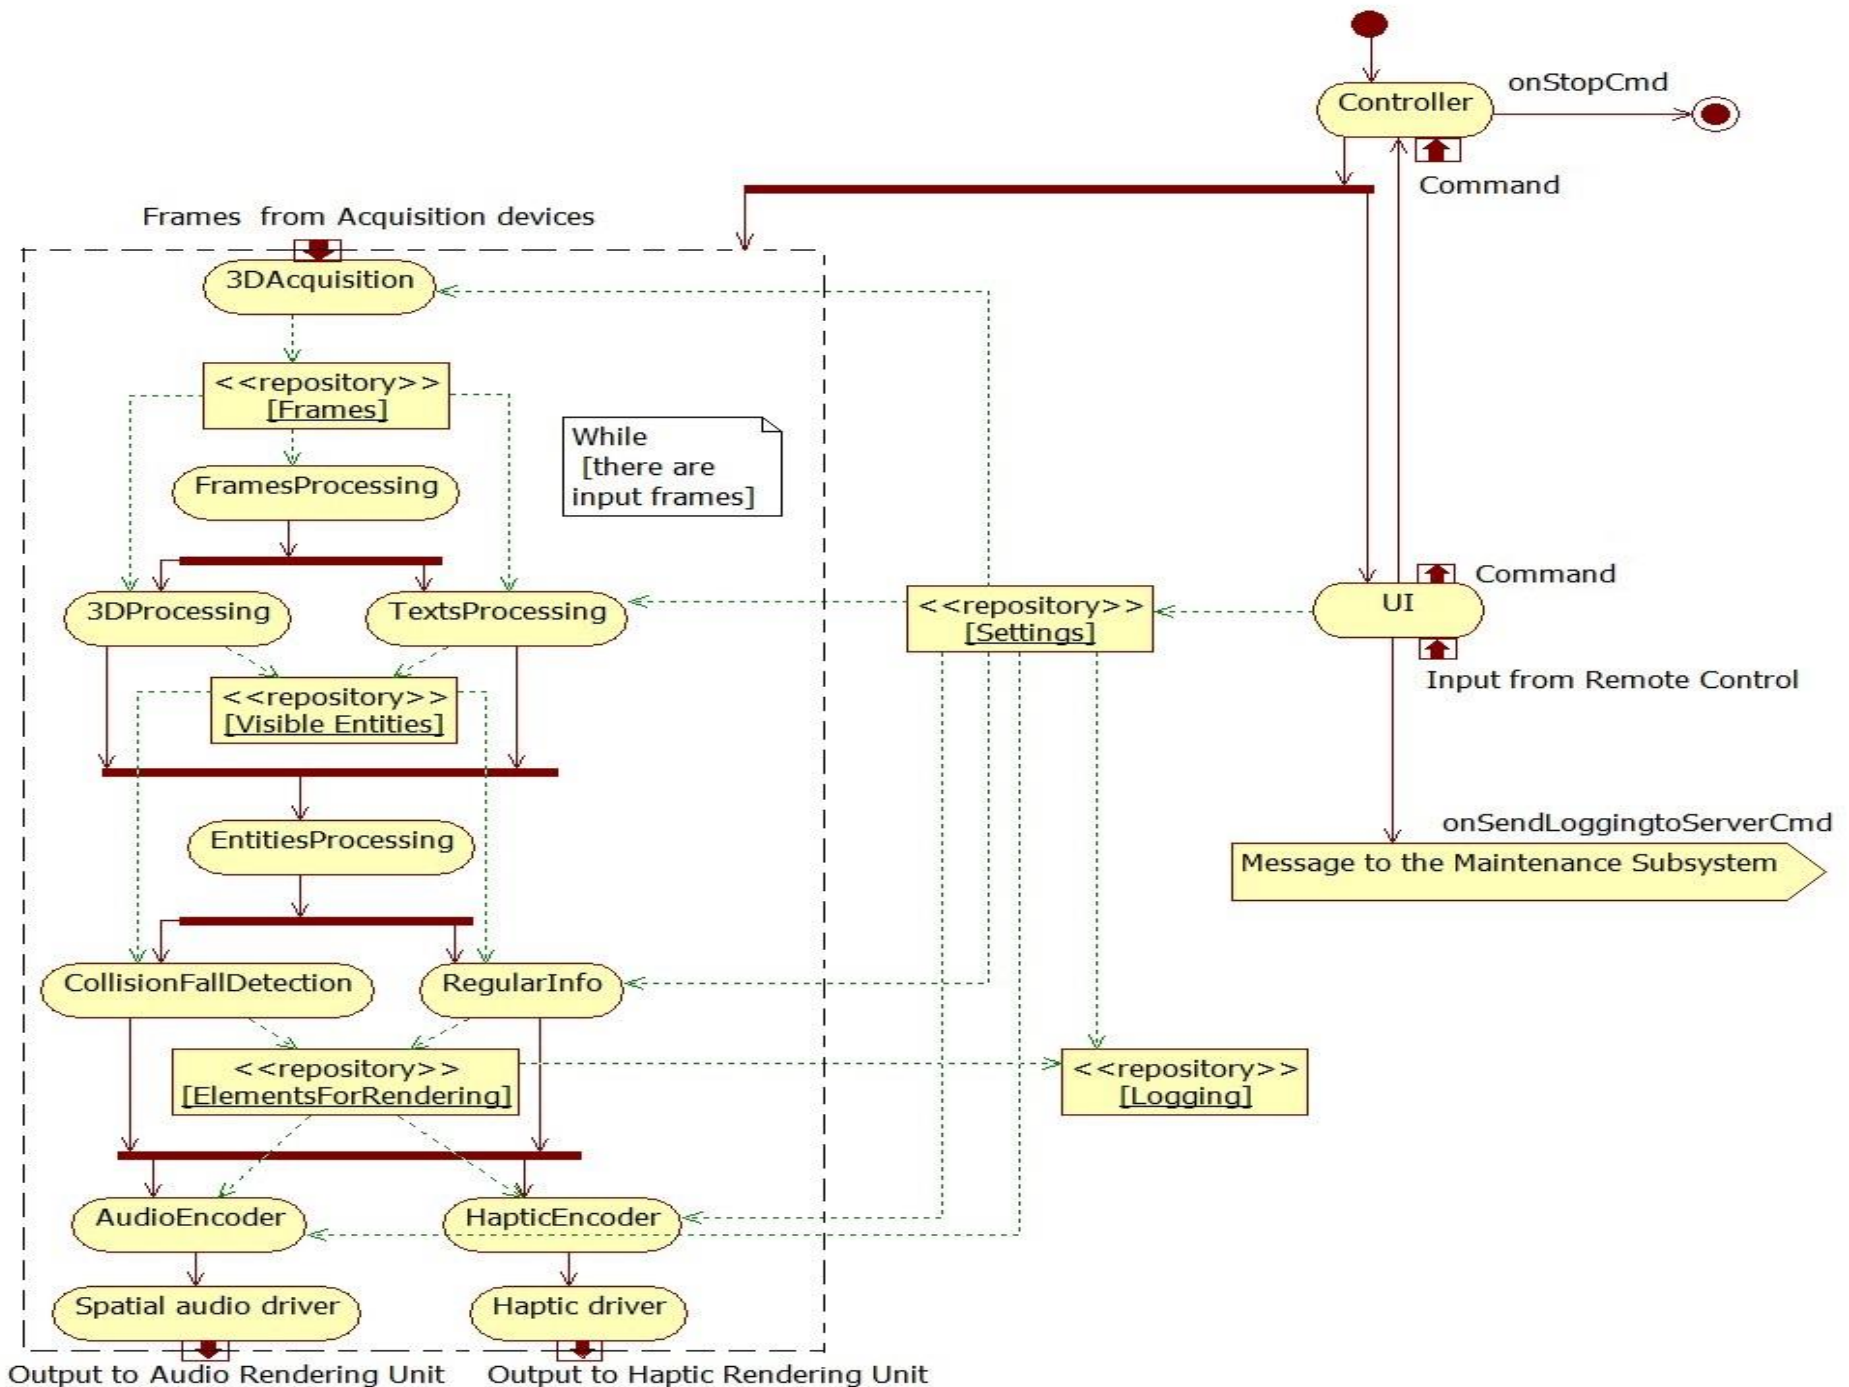 onStopCmd
Controller
Command
Frames  from Acquisition devices
3DAcquisition
<<repository>>
[Frames]
While
[there are
input frames]
FramesProcessing
3DProcessing
TextsProcessing
<<repository>>
[Settings]
Command
UI
Input from Remote Control
<<repository>>
[Visible Entities]
onSendLoggingtoServerCmd
Message to the Maintenance Subsystem
EntitiesProcessing
CollisionFallDetection
RegularInfo
<<repository>>
[ElementsForRendering]
<<repository>>
[Logging]
AudioEncoder
HapticEncoder
Spatial audio driver
Haptic driver
Output to Audio Rendering Unit
Output to Haptic Rendering Unit